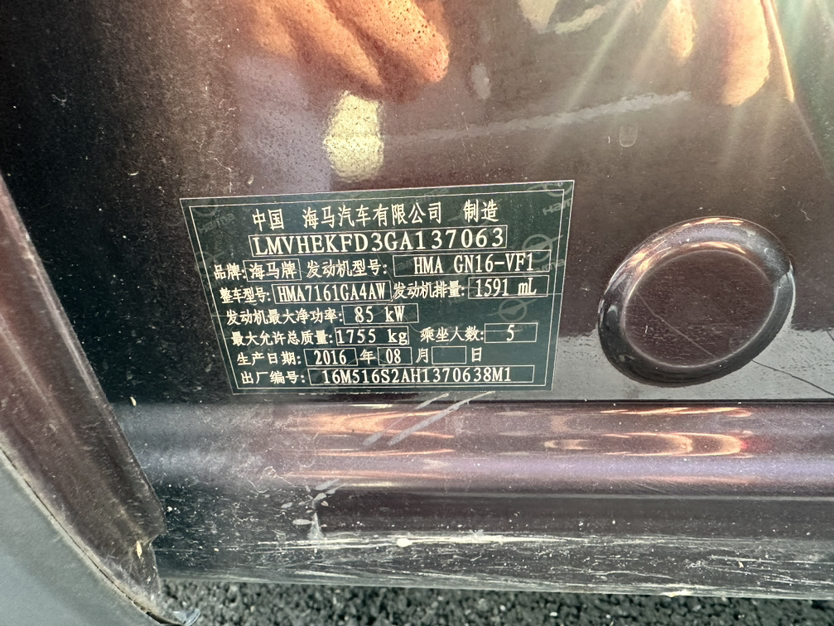 中国 海马汽车有限公司 制造
LMVHEKFD3GA137063
品牌: 海马牌 发动机型号: HMA GN16-VF1
整车型号: HMA7161GA4AW 发动机排量: 1591 mL
发动机最大净功率: 85 kW
最大允许总质量: 1755 kg 乘坐人数: 5
生产日期: 2016 年 08 月 日
出厂编号: 16M516S2AH1370638M1